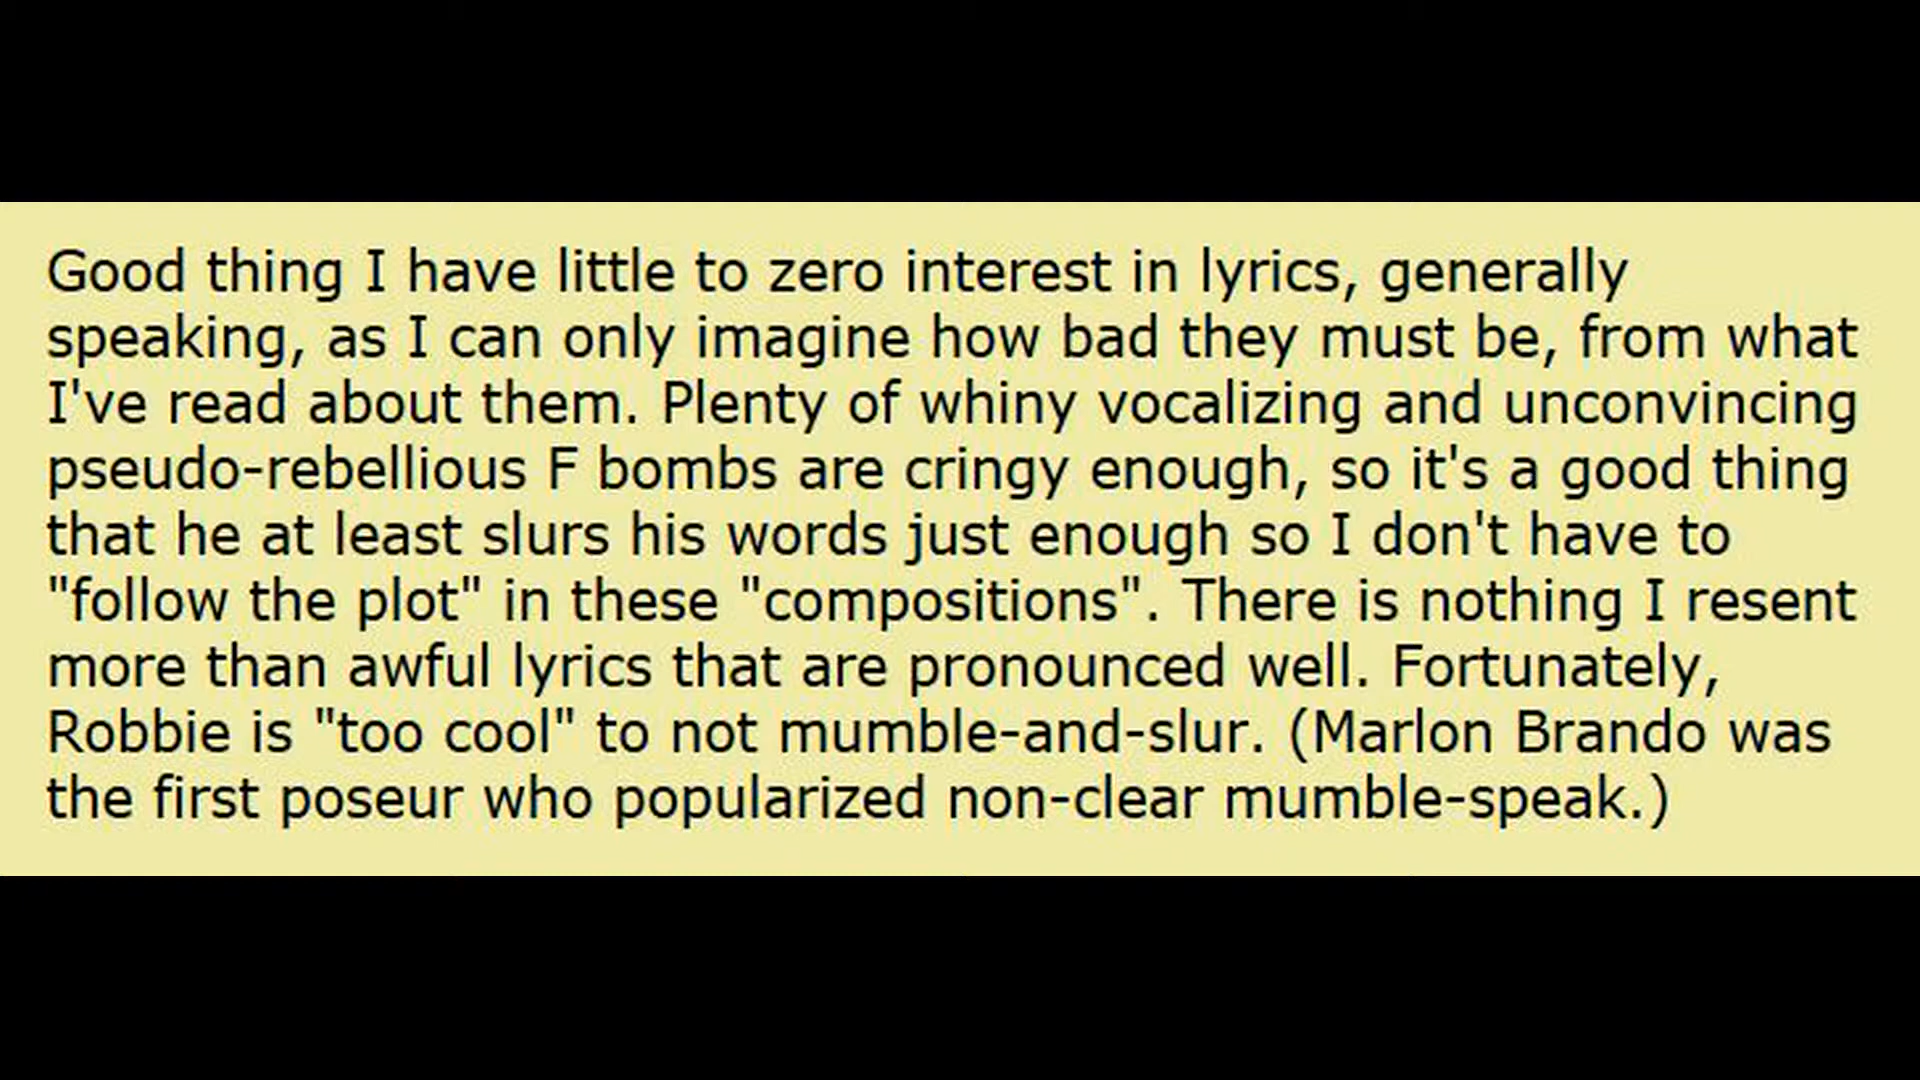 Good thing I have little to zero interest in lyrics, generally
speaking, as I can only imagine how bad they must be, from what
I've read about them. Plenty of whiny vocalizing and unconvincing
pseudo-rebellious F bombs are cringy enough, so it's a good thing
that he at least slurs his words just enough so I don't have to
"follow the plot" in these "compositions". There is nothing I resent
more than awful lyrics that are pronounced well. Fortunately,
Robbie is "too cool" to not mumble-and-slur. (Marlon Brando was
the first poseur who popularized non-clear mumble-speak.)